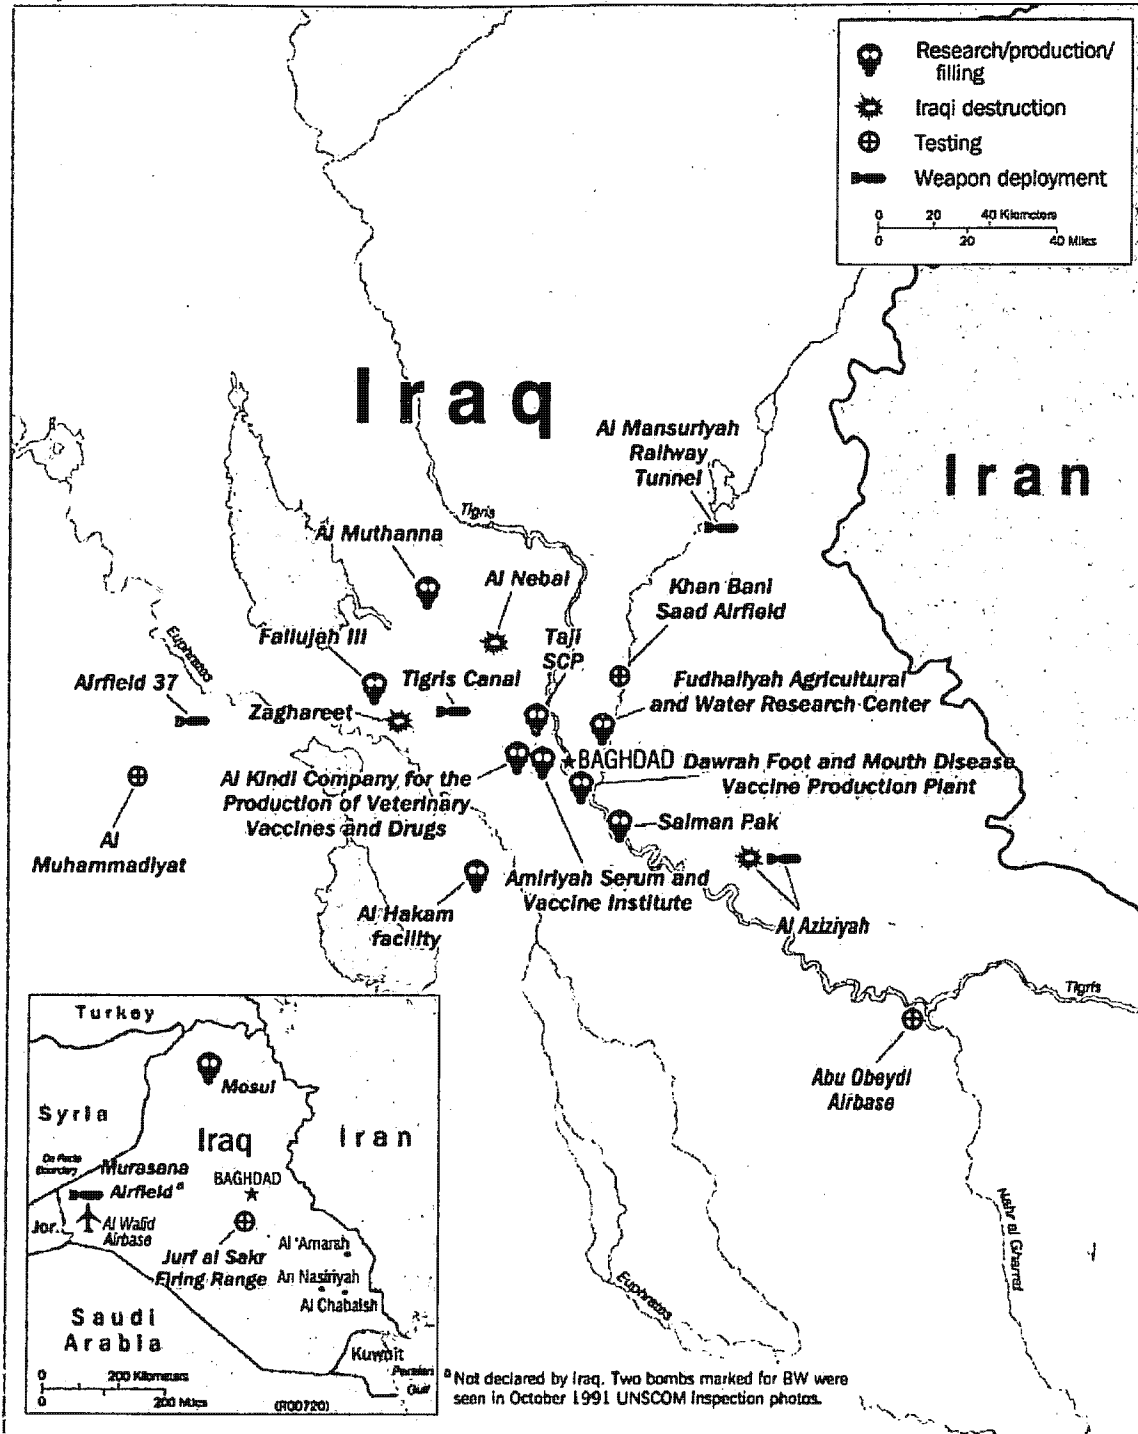 Research/production/
filling
Iraqi destruction
Testing
Weapon deployment
0 20 40 Kilometers
0 20 40 Miles
Iraq
Iran
Al Mansuriyah
Railway
Tunnel
Tigris
Al Muthanna
Al Nebai
Khan Bani
Saad Airfield
Euphrates
Fallujah III
Taji
SCP
Airfield 37
Tigris Canal
Fudhaliyah Agricultural
and Water Research Center
Zaghareet
BAGHDAD
Dawrah Foot and Mouth Disease
Vaccine Production Plant
Al Kindi Company for the
Production of Veterinary
Vaccines and Drugs
Salman Pak
Al
Muhammadiyat
Amiriyah Serum and
Vaccine Institute
Al Hakam
facility
Al Aziziyah
Tigris
Abu Obeydi
Airbase
Nahr al Gharraf
Euphrates
Turkey
Mosul
Syria
Iraq
Iran
De Facto
Boundary
Murasana
Airfield a
BAGHDAD
Jor.
Al Walid
Airbase
Jurf al Sakr
Firing Range
Al 'Amarah
An Nasiriyah
Al Chabaish
Saudi
Arabia
Kuwait
Persian
Gulf
0 200 Kilometers
0 200 Miles
(R00720)
a Not declared by Iraq. Two bombs marked for BW were
seen in October 1991 UNSCOM inspection photos.